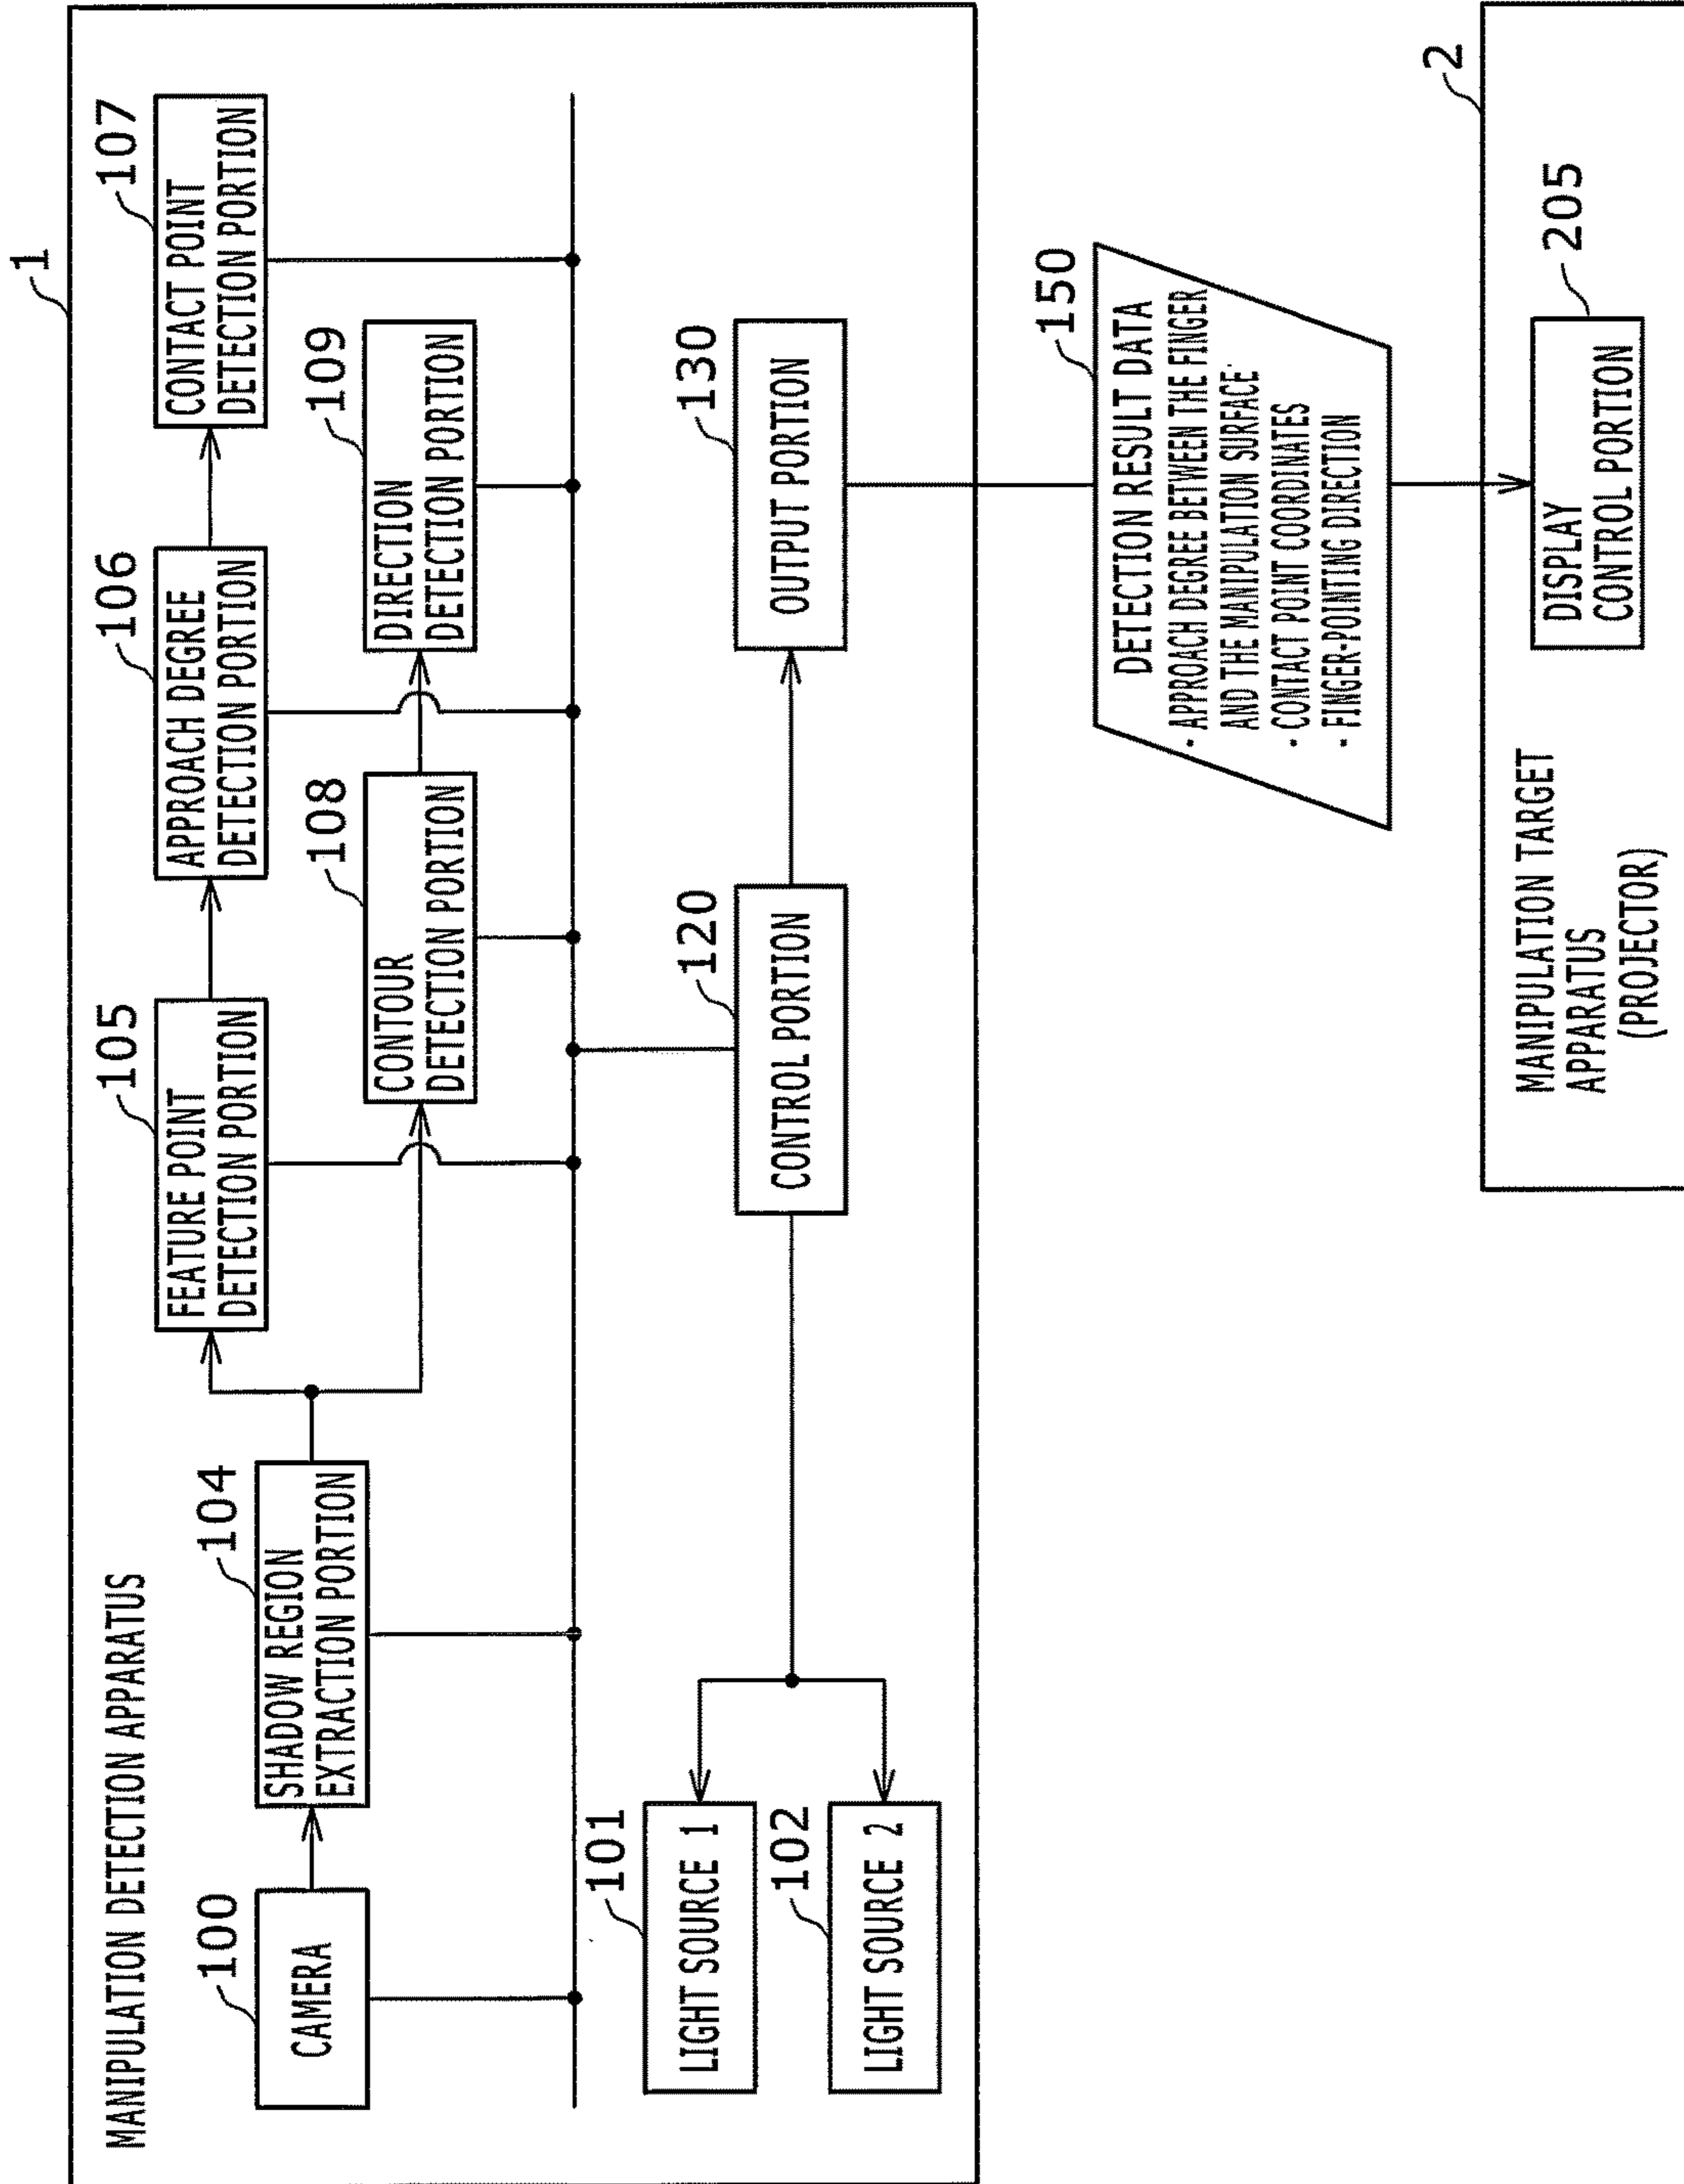 1
MANIPULATION DETECTION APPARATUS
100
CAMERA
104
SHADOW REGION
EXTRACTION PORTION
105
FEATURE POINT
DETECTION PORTION
106
APPROACH DEGREE
DETECTION PORTION
107
CONTACT POINT
DETECTION PORTION
108
CONTOUR
DETECTION PORTION
109
DIRECTION
DETECTION PORTION
101
LIGHT SOURCE 1
102
LIGHT SOURCE 2
120
CONTROL PORTION
130
OUTPUT PORTION
150
DETECTION RESULT DATA
· APPROACH DEGREE BETWEEN THE FINGER
AND THE MANIPULATION SURFACE
· CONTACT POINT COORDINATES
· FINGER-POINTING DIRECTION
2
MANIPULATION TARGET
APPARATUS
(PROJECTOR)
205
DISPLAY
CONTROL PORTION